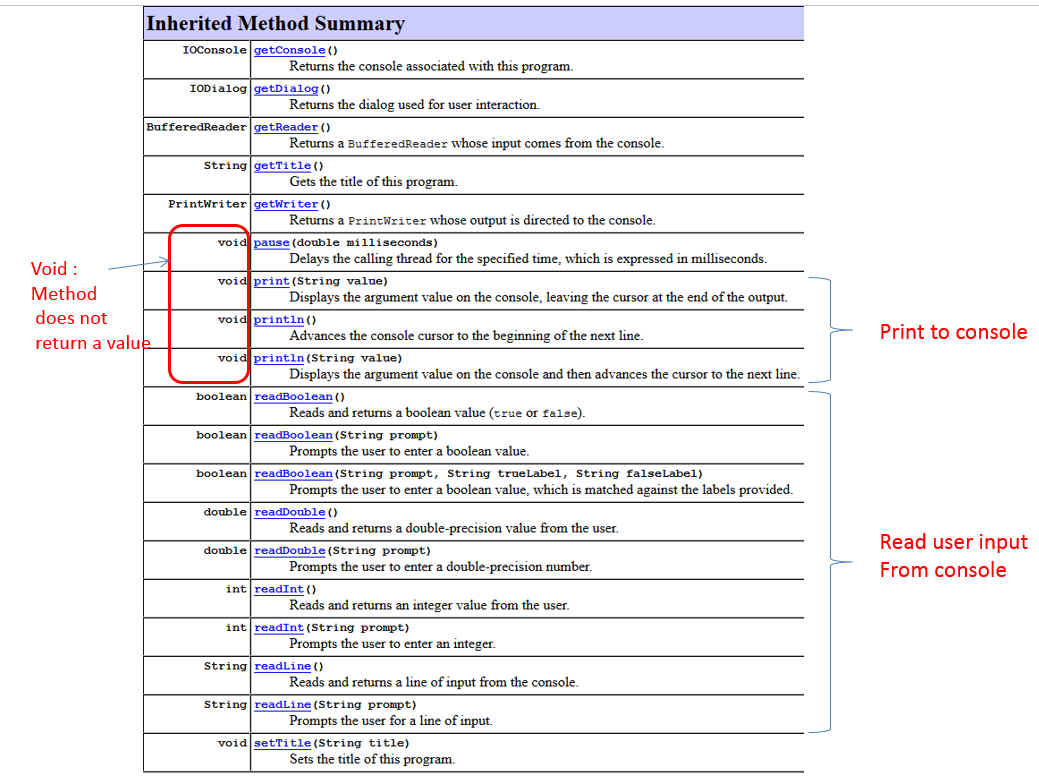 Inherited Method Summary
IOConsole getConsole()
Returns the console associated with this program.
IODialog getDialog()
Returns the dialog used for user interaction.
BufferedReader getReader()
Returns a BufferedReader whose input comes from the console.
String getTitle()
Gets the title of this program.
PrintWriter getWriter()
Returns a PrintWriter whose output is directed to the console.
void pause(double milliseconds)
Delays the calling thread for the specified time, which is expressed in milliseconds.
void print(String value)
Displays the argument value on the console, leaving the cursor at the end of the output.
void println()
Advances the console cursor to the beginning of the next line.
void println(String value)
Displays the argument value on the console and then advances the cursor to the next line.
boolean readBoolean()
Reads and returns a boolean value (true or false).
boolean readBoolean(String prompt)
Prompts the user to enter a boolean value.
boolean readBoolean(String prompt, String trueLabel, String falseLabel)
Prompts the user to enter a boolean value, which is matched against the labels provided.
double readDouble()
Reads and returns a double-precision value from the user.
double readDouble(String prompt)
Prompts the user to enter a double-precision number.
int readInt()
Reads and returns an integer value from the user.
int readInt(String prompt)
Prompts the user to enter an integer.
String readLine()
Reads and returns a line of input from the console.
String readLine(String prompt)
Prompts the user for a line of input.
void setTitle(String title)
Sets the title of this program.
Void :
Method
does not
return a value
Print to console
Read user input
From console